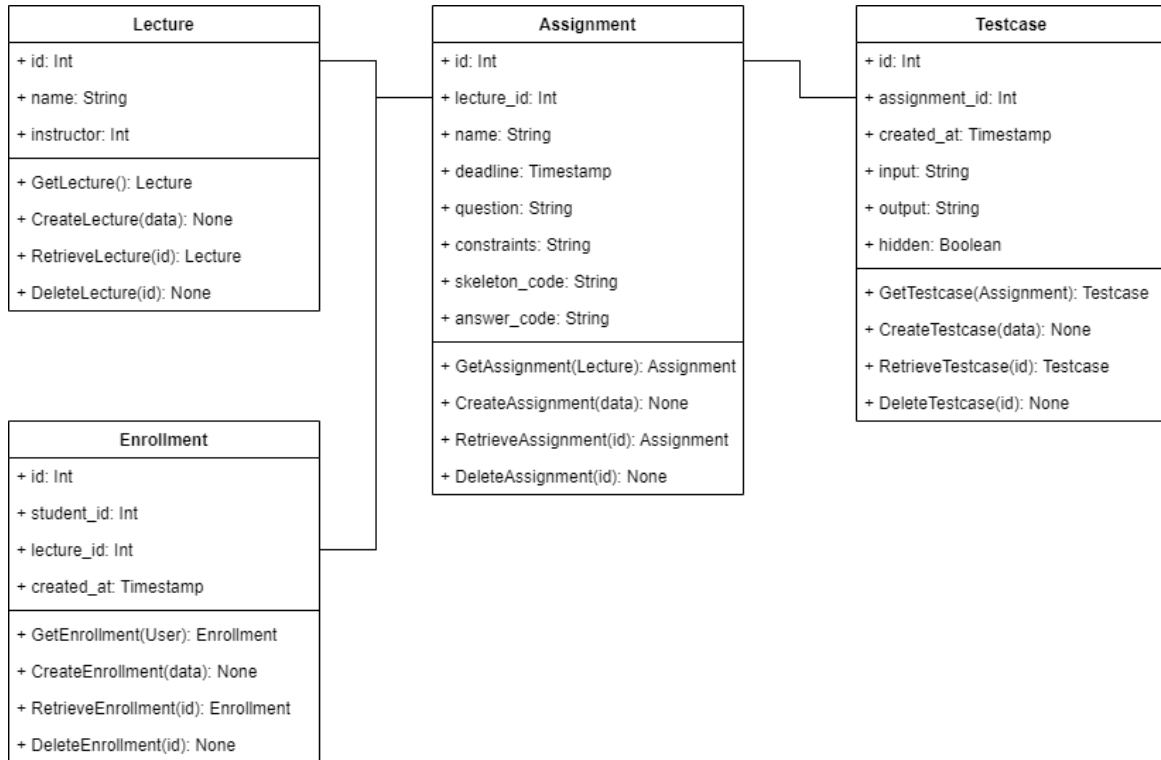 Lecture
+ id: Int
+ name: String
+ instructor: Int
+ GetLecture(): Lecture
+ CreateLecture(data): None
+ RetrieveLecture(id): Lecture
+ DeleteLecture(id): None
Enrollment
+ id: Int
+ student_id: Int
+ lecture_id: Int
+ created_at: Timestamp
+ GetEnrollment(User): Enrollment
+ CreateEnrollment(data): None
+ RetrieveEnrollment(id): Enrollment
+ DeleteEnrollment(id): None
Assignment
+ id: Int
+ lecture_id: Int
+ name: String
+ deadline: Timestamp
+ question: String
+ constraints: String
+ skeleton_code: String
+ answer_code: String
+ GetAssignment(Lecture): Assignment
+ CreateAssignment(data): None
+ RetrieveAssignment(id): Assignment
+ DeleteAssignment(id): None
Testcase
+ id: Int
+ assignment_id: Int
+ created_at: Timestamp
+ input: String
+ output: String
+ hidden: Boolean
+ GetTestcase(Assignment): Testcase
+ CreateTestcase(data): None
+ RetrieveTestcase(id): Testcase
+ DeleteTestcase(id): None